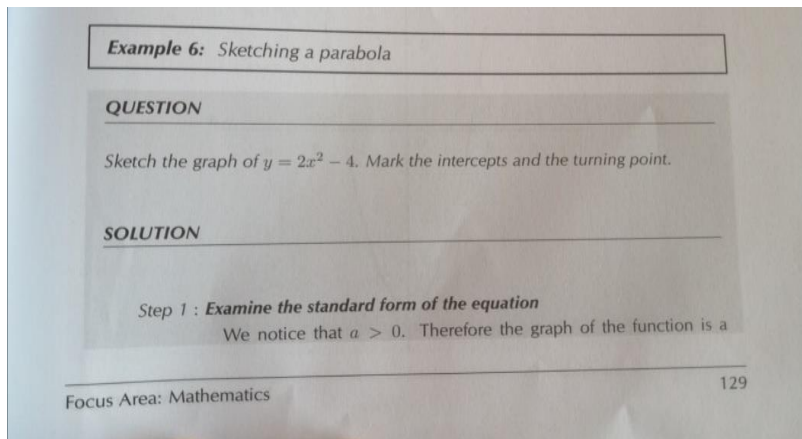 Example 6: Sketching a parabola
QUESTION
Sketch the graph of y = 2x² − 4. Mark the intercepts and the turning point.
SOLUTION
Step 1 : Examine the standard form of the equation
We notice that a > 0. Therefore the graph of the function is a
129
Focus Area: Mathematics